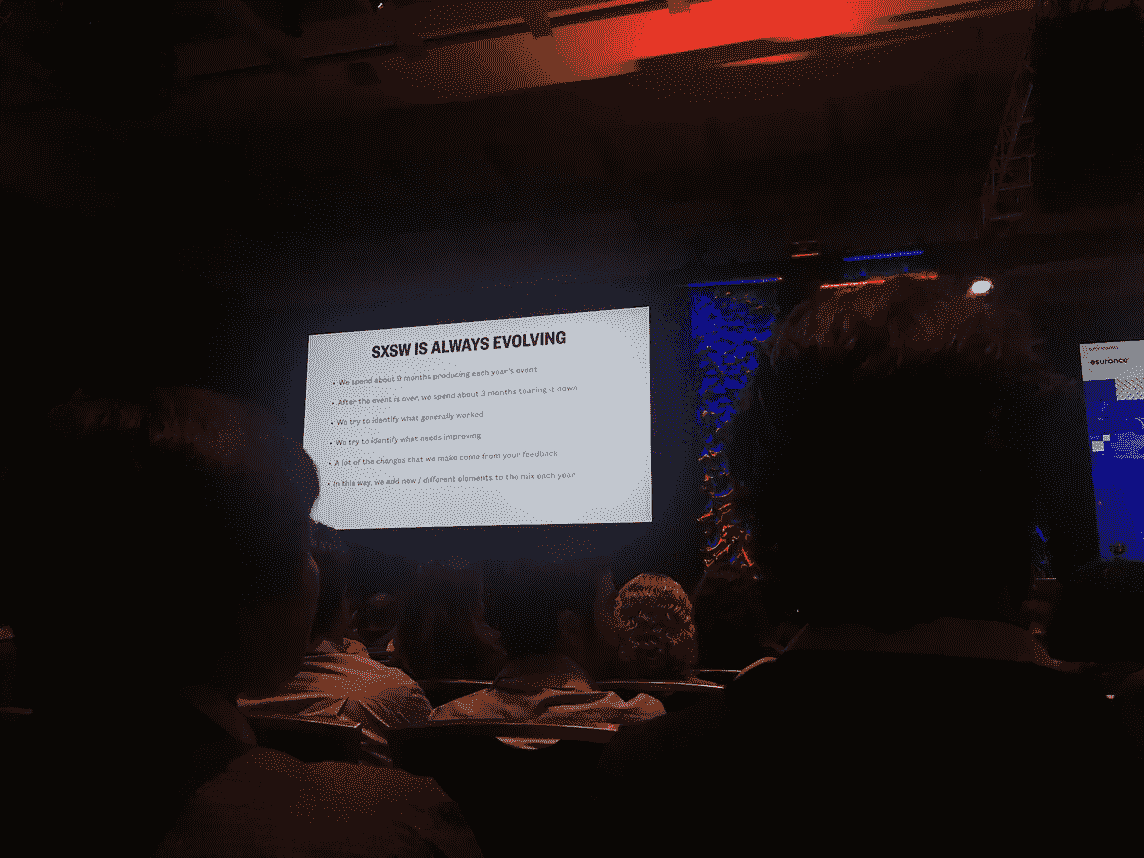 SXSW IS ALWAYS EVOLVING
• We spend about 9 months producing each year's event
• After the event is over, we spend about 3 months tearing it down
• We try to identify what generally worked
• We try to identify what needs improving
• A lot of the changes that we make come from your feedback
• In this way, we add new / different elements to the mix each year
esurance